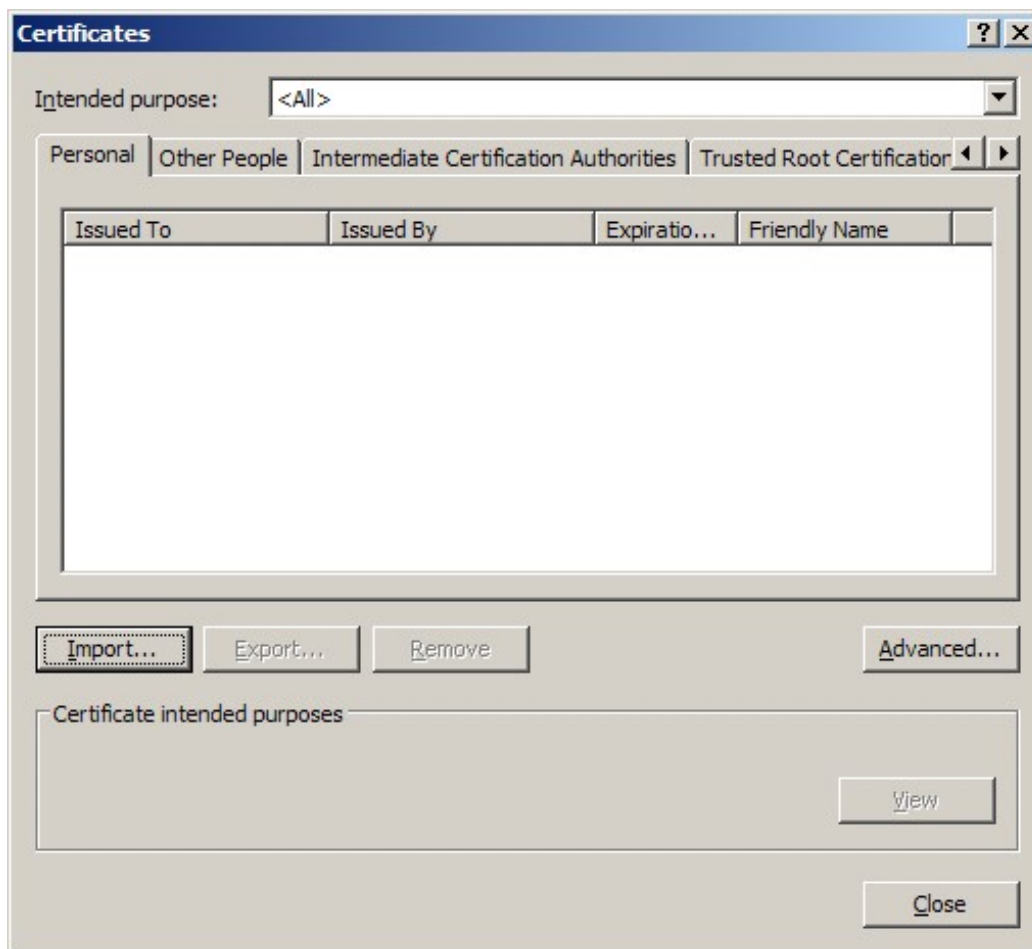 Certificates
Intended purpose: <All>
Personal Other People Intermediate Certification Authorities Trusted Root Certification
Issued To Issued By Expiratio... Friendly Name
Import... Export... Remove Advanced...
Certificate intended purposes
View
Close